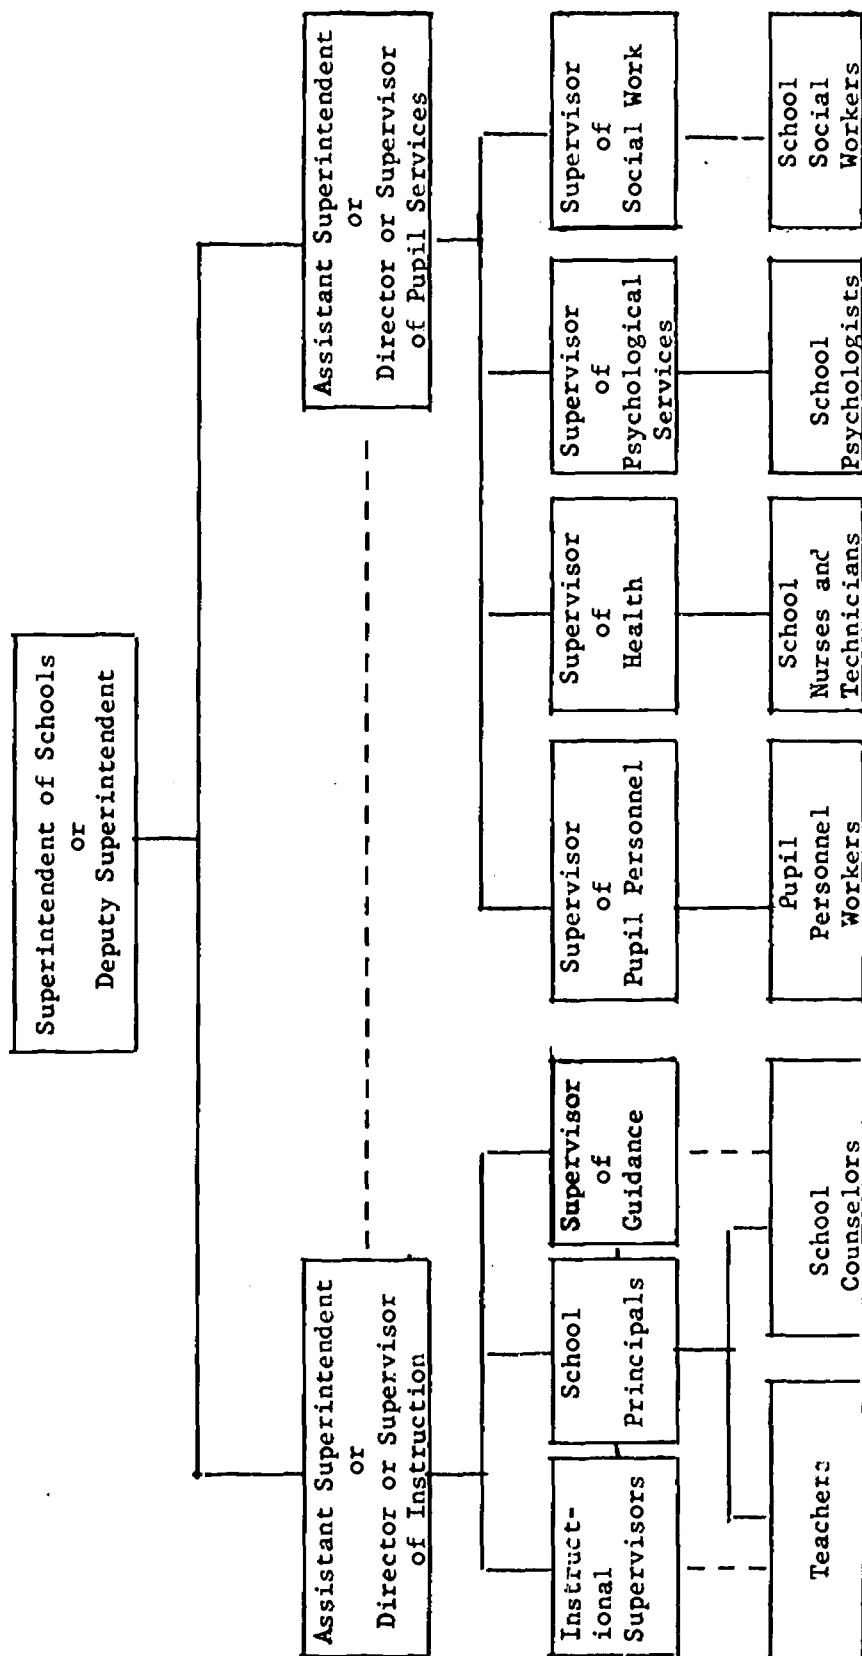 Superintendent of Schools
or
Deputy Superintendent
Assistant Superintendent
or
Director or Supervisor
of Instruction
Assistant Superintendent
or
Director or Supervisor
of Pupil Services
Instruct-
ional
Supervisors
School
Principals
Supervisor
of
Guidance
Supervisor
of
Pupil Personnel
Supervisor
of
Health
Supervisor
of
Psychological
Services
Supervisor
of
Social Work
Teachers
School
Counselors
Pupil
Personnel
Workers
School
Nurses and
Technicians
School
Psychologists
School
Social
Workers